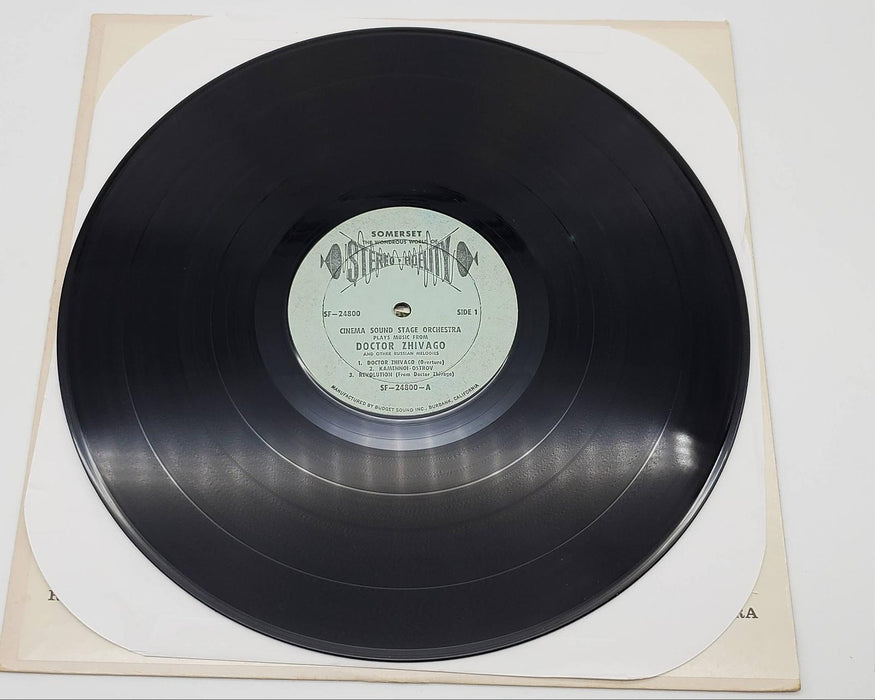 SOMERSET
THE WONDROUS WORLD OF
STEREO-FIDELITY
SF-24800 SIDE 1
CINEMA SOUND STAGE ORCHESTRA
PLAYS MUSIC FROM
DOCTOR ZHIVAGO
AND OTHER RUSSIAN MELODIES
1. DOCTOR ZHIVAGO (Overture)
2. KAMENNOI-OSTROV
3. REVOLUTION (From Doctor Zhivago)
SF-24800-A
MANUFACTURED BY BUDGET SOUND INC., BURBANK, CALIFORNIA
RA